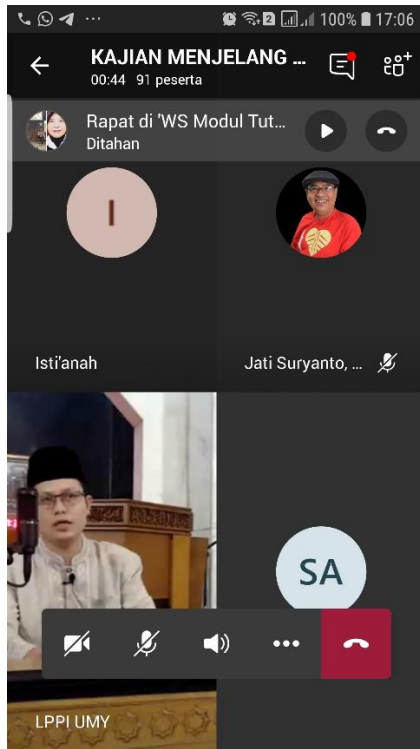 100% 17:06
KAJIAN MENJELANG ...
00:44 91 peserta
Rapat di 'WS Modul Tut...
Ditahan
I
Isti'anah
Jati Suryanto, ...
SA
LPPI UMY